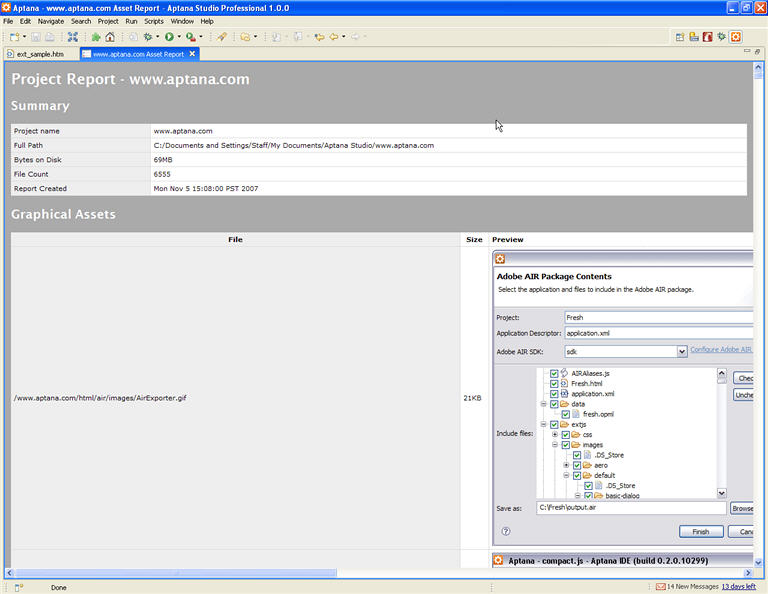 Aptana - www.aptana.com Asset Report - Aptana Studio Professional 1.0.0
File Edit Navigate Search Project Run Scripts Window Help
ext_sample.htm www.aptana.com Asset Report
Project Report - www.aptana.com
Summary
Project name www.aptana.com
Full Path C:/Documents and Settings/Staff/My Documents/Aptana Studio/www.aptana.com
Bytes on Disk 69MB
File Count 6555
Report Created Mon Nov 5 15:08:00 PST 2007
Graphical Assets
File Size Preview
Adobe AIR Package Contents
Select the application and files to include in the Adobe AIR package.
Project: Fresh
Application Descriptor: application.xml
Adobe AIR SDK: sdk Configure Adobe AIR
AIRAliases.js
Chec
Fresh.html
application.xml
Unche
data
fresh.opml
/www.aptana.com/html/air/images/AirExporter.gif 21KB
extjs
Include files:
css
images
.DS_Store
aero
default
.DS_Store
basic-dialog
Save as: C:\Fresh\output.air Browse
Finish Canc
Aptana - compact.js - Aptana IDE (build 0.2.0.10299)
Done 14 New Messages 13 days left